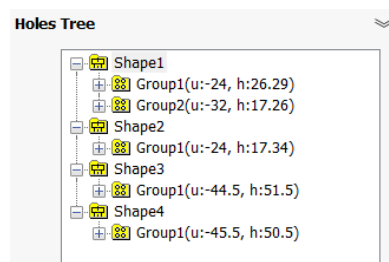 Holes Tree
Shape1
Group1(u:-24, h:26.29)
Group2(u:-32, h:17.26)
Shape2
Group1(u:-24, h:17.34)
Shape3
Group1(u:-44.5, h:51.5)
Shape4
Group1(u:-45.5, h:50.5)